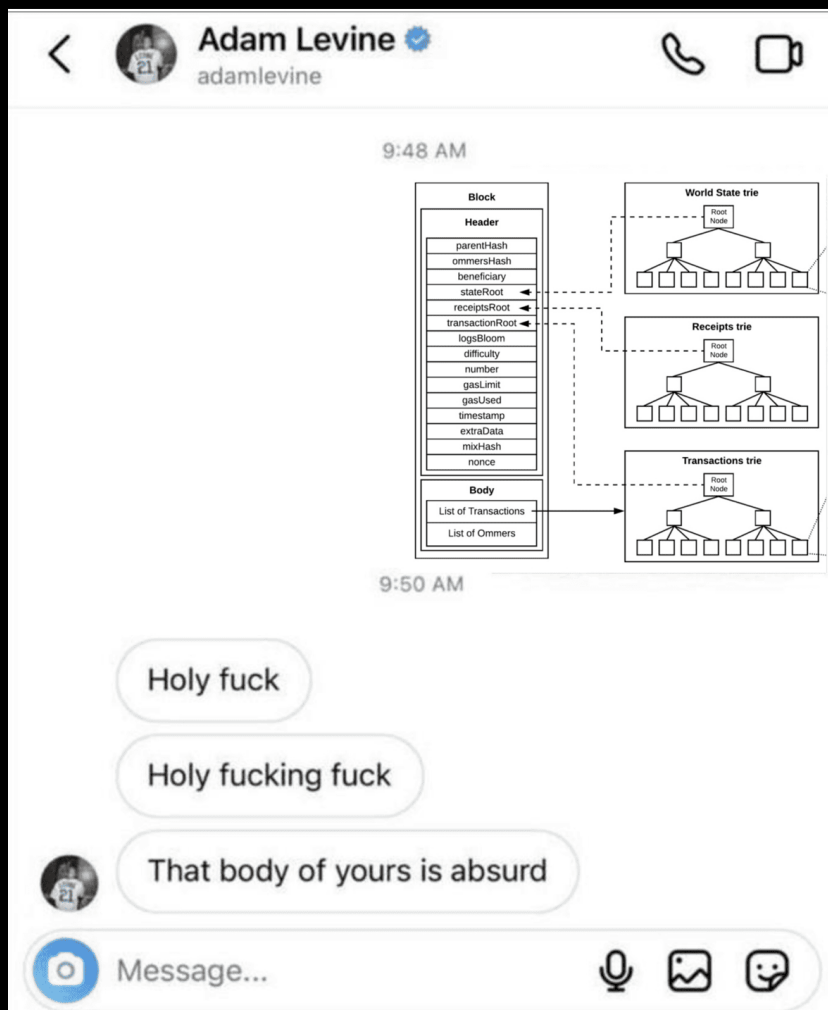 Adam Levine
adamlevine
9:48 AM
Block
Header
parentHash
ommersHash
beneficiary
stateRoot
receiptsRoot
transactionRoot
logsBloom
difficulty
number
gasLimit
gasUsed
timestamp
extraData
mixHash
nonce
Body
List of Transactions
List of Ommers
World State trie
Root
Node
Receipts trie
Root
Node
Transactions trie
Root
Node
9:50 AM
Holy fuck
Holy fucking fuck
That body of yours is absurd
Message...